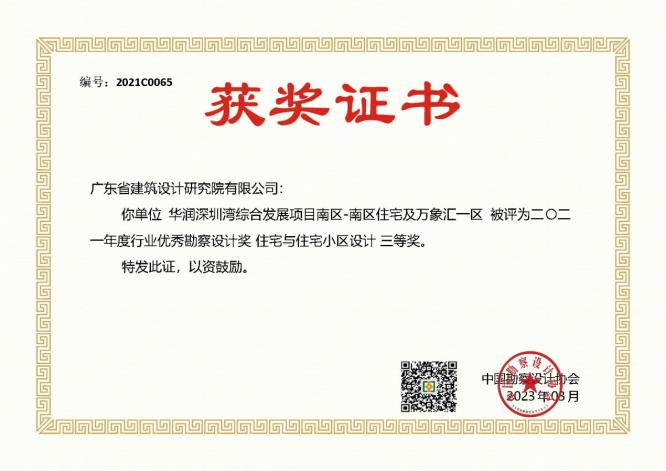 编号：2021C0065
获奖证书
广东省建筑设计研究院有限公司：
你单位 华润深圳湾综合发展项目南区-南区住宅及万象汇一区 被评为二〇二
一年度行业优秀勘察设计奖 住宅与住宅小区设计 三等奖。
特发此证，以资鼓励。
中国勘察设计协会
2023年03月